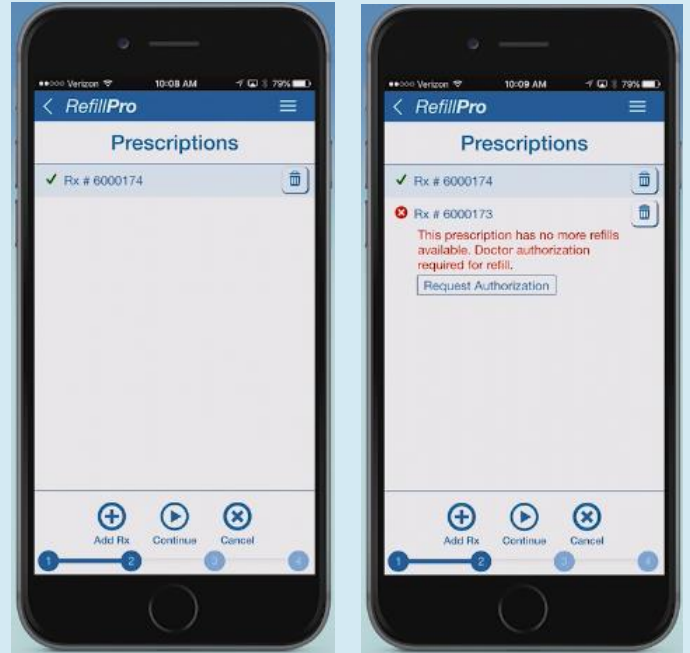 Verizon 10:08 AM 79%
RefillPro
Prescriptions
Rx # 6000174
Add Rx Continue Cancel
1 2 3 4
Verizon 10:09 AM 79%
RefillPro
Prescriptions
Rx # 6000174
Rx # 6000173
This prescription has no more refills
available. Doctor authorization
required for refill.
Request Authorization
Add Rx Continue Cancel
1 2 3 4